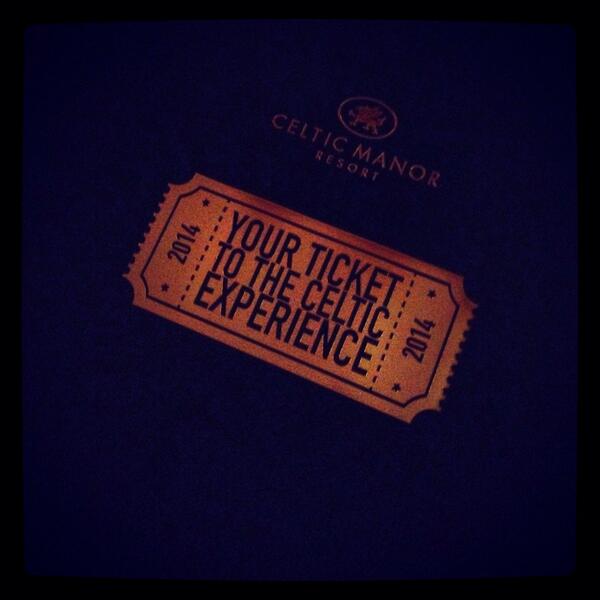 CELTIC MANOR
RESORT
2014
YOUR TICKET
TO THE CELTIC
EXPERIENCE
2014